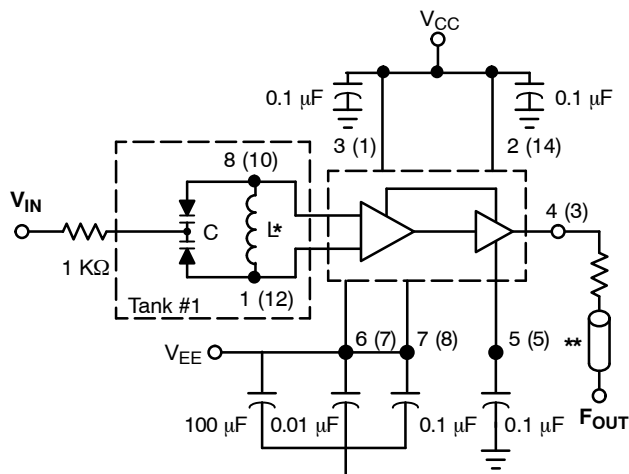 VCC
0.1 μF
0.1 μF
3 (1)
2 (14)
8 (10)
VIN
C
L*
4 (3)
1 KΩ
1 (12)
Tank #1
**
VEE
6 (7)
7 (8)
5 (5)
FOUT
100 μF
0.01 μF
0.1 μF
0.1 μF